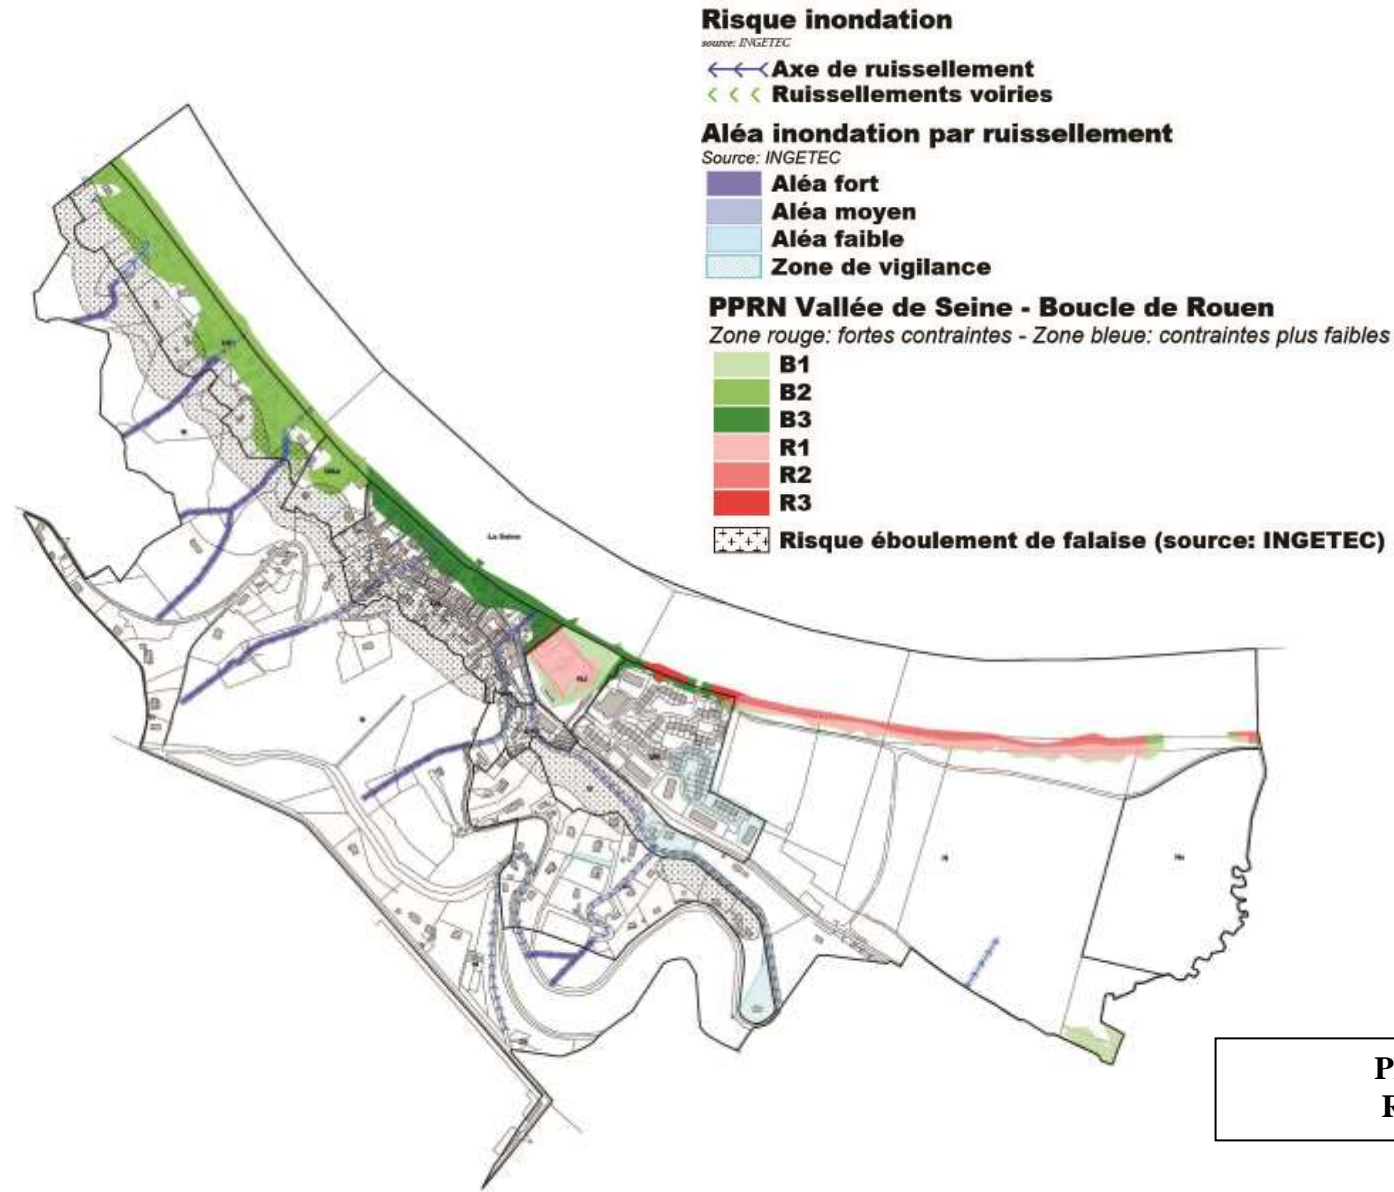 Risque inondation
source: INGETEC
Axe de ruissellement
Ruissellements voiries
Aléa inondation par ruissellement
Source: INGETEC
Aléa fort
Aléa moyen
Aléa faible
Zone de vigilance
PPRN Vallée de Seine - Boucle de Rouen
Zone rouge: fortes contraintes - Zone bleue: contraintes plus faibles
B1
B2
B3
R1
R2
R3
Risque éboulement de falaise (source: INGETEC)
La Seine
P
R